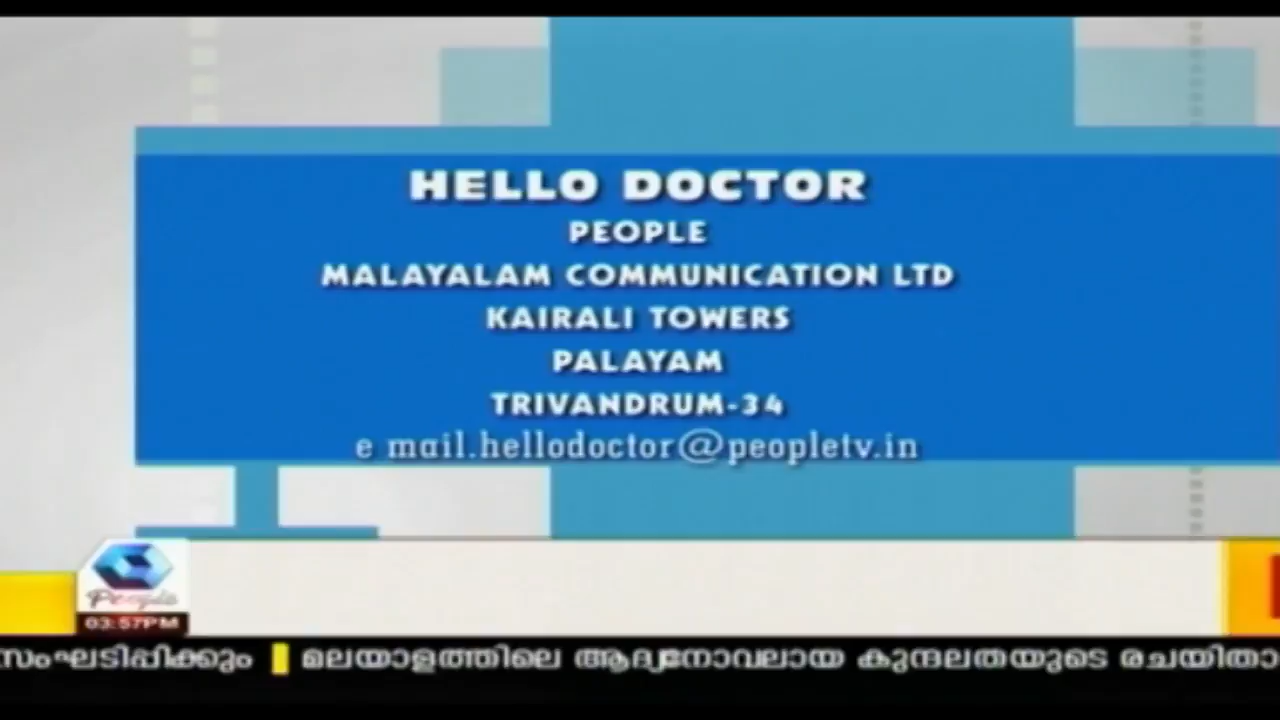 HELLO DOCTOR
PEOPLE
MALAYALAM COMMUNICATION LTD
KAIRALI TOWERS
PALAYAM
TRIVANDRUM-34
e mail.hellodoctor@peopletv.in
People
03:57PM
സംഘടിപ്പിക്കും മലയാളത്തിലെ ആദ്യനോവലായ കുന്ദലതയുടെ രചയിതാ